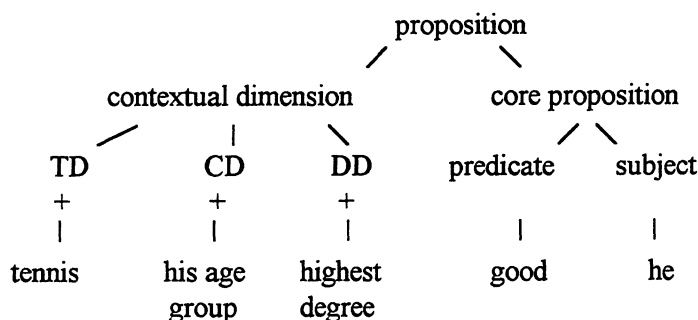 proposition
contextual dimension core proposition
TD CD DD predicate subject
+ + +
tennis his age highest good he
group degree